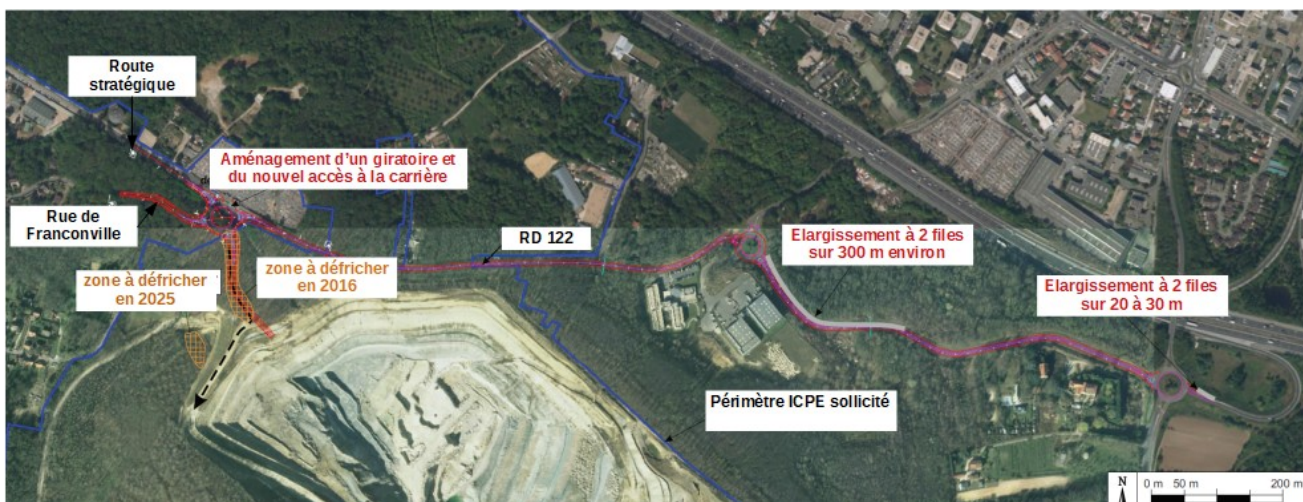 Route
stratégique
Aménagement d'un giratoire et
du nouvel accès à la carrière
Rue de
Franconville
RD 122
Elargissement à 2 files
sur 300 m environ
zone à défricher
en 2025
zone à défricher
en 2016
Elargissement à 2 files
sur 20 à 30 m
Périmètre ICPE sollicité
N
0 m 50 m 200 m